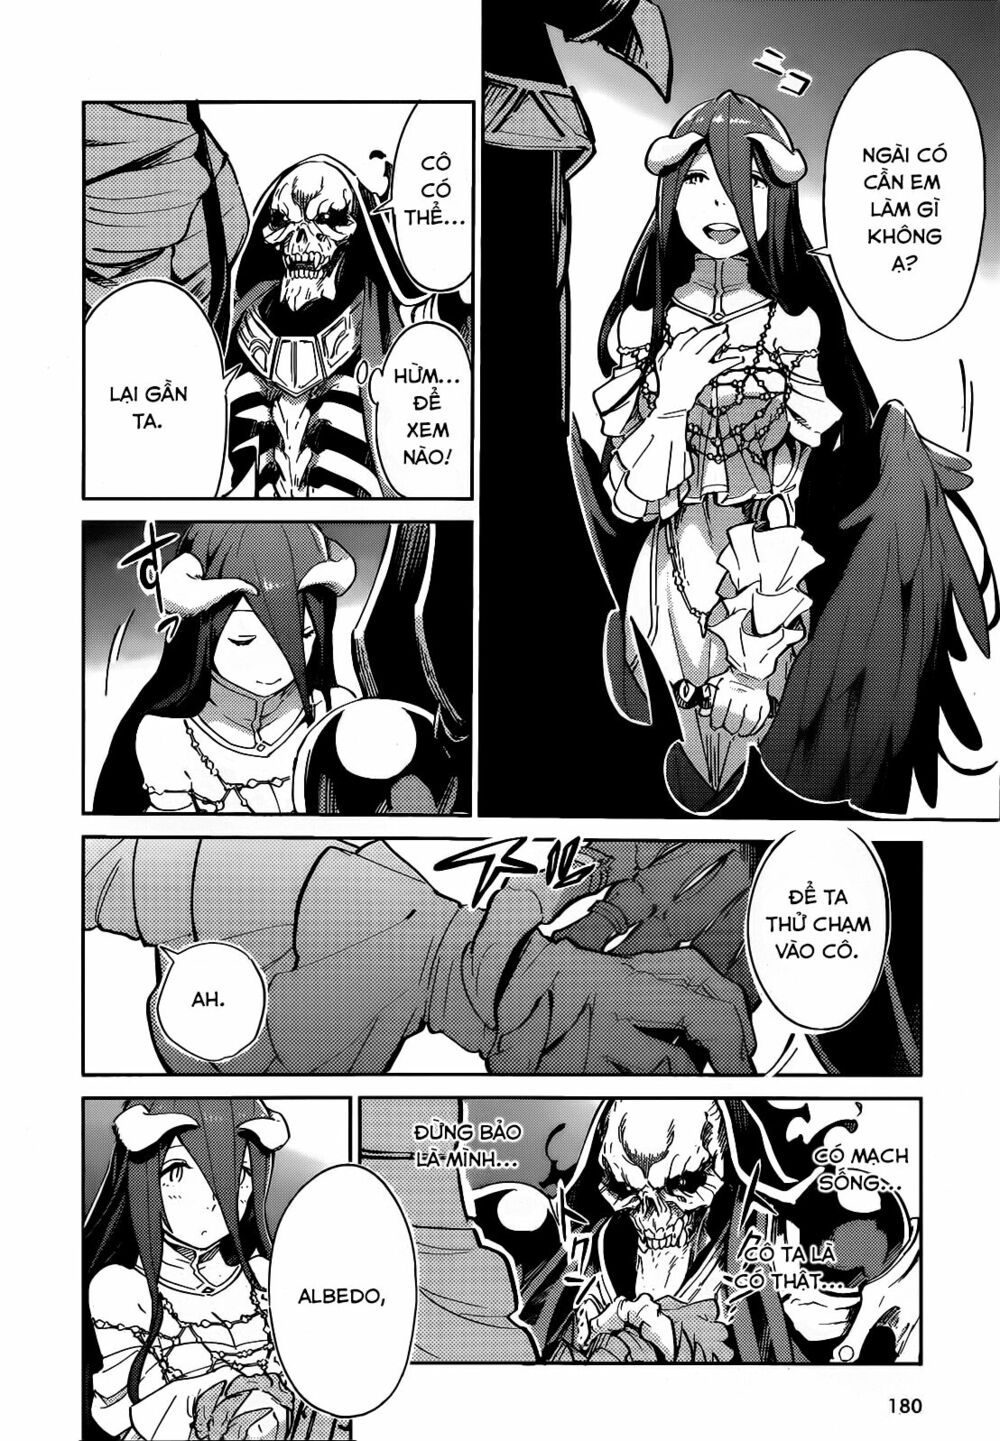 ニコ
NGÀI CÓ
CẦN EM
LÀM GÌ
KHÔNG
Ạ?
CÔ
CÓ
THỂ...
HỪM...
ĐỂ
XEM
NÀO!
LẠI GẦN
TA.
ĐỂ TA
THỬ CHẠM
VÀO CÔ.
AH.
CÓ MẠCH
SỐNG...
CÔ TA LÀ
CÓ THẬT...
ĐỪNG BẢO
LÀ MÌNH...
ALBEDO,
180